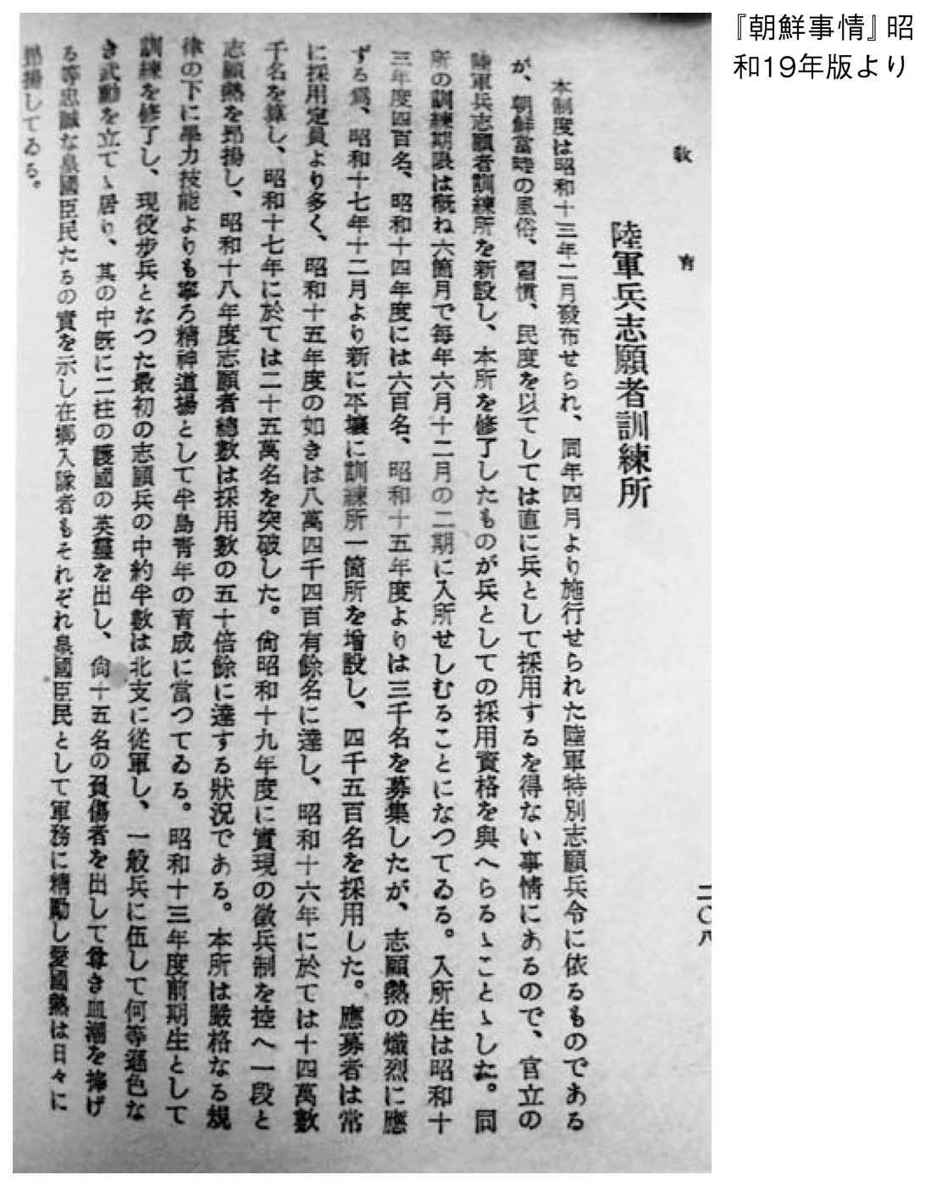 『朝鮮事情』昭
和19年版より
教育
二〇八
陸軍兵志願者訓練所
本制度は昭和十三年二月發布せられ、同年四月より施行せられた陸軍特別志願兵令に依るものである
が、朝鮮當時の風俗、習慣、民度を以てしては直に兵として採用するを得ない事情にあるので、官立の
陸軍兵志願者訓練所を新設し、本所を修了したものが兵としての採用資格を與へらるゝことゝした。同
所の訓練期限は概ね六箇月で毎年六月十二月の二期に入所せしむることになつてゐる。入所生は昭和十
三年度四百名、昭和十四年度には六百名、昭和十五年度よりは三千名を募集したが、志願熱の熾烈に應
ずる爲、昭和十七年十二月より新に平壤に訓練所一箇所を增設し、四千五百名を採用した。應募者は常
に採用定員より多く、昭和十五年度の如きは八萬四千四百有餘名に達し、昭和十六年に於ては十四萬數
千名を算し、昭和十七年に於ては二十五萬名を突破した。尙昭和十九年度に實現の徵兵制を控へ一段と
志願熱を昂揚し、昭和十八年度志願者總數は採用數の五十倍餘に達する狀況である。本所は嚴格なる規
律の下に學力技能よりも寧ろ精神道場として半島靑年の育成に當つてゐる。昭和十三年度前期生として
訓練を修了し、現役步兵となつた最初の志願兵の中約半數は北支に從軍し、一般兵に伍して何等遜色な
き武勳を立てゝ居り、其の中旣に二柱の護國の英靈を出し、尙十五名の負傷者を出して尊き血潮を捧げ
る等忠誠な皇國臣民たるの實を示し在鄕入隊者もそれぞれ皇國臣民として軍務に精勵し愛國熱は日々に
昂揚してゐる。